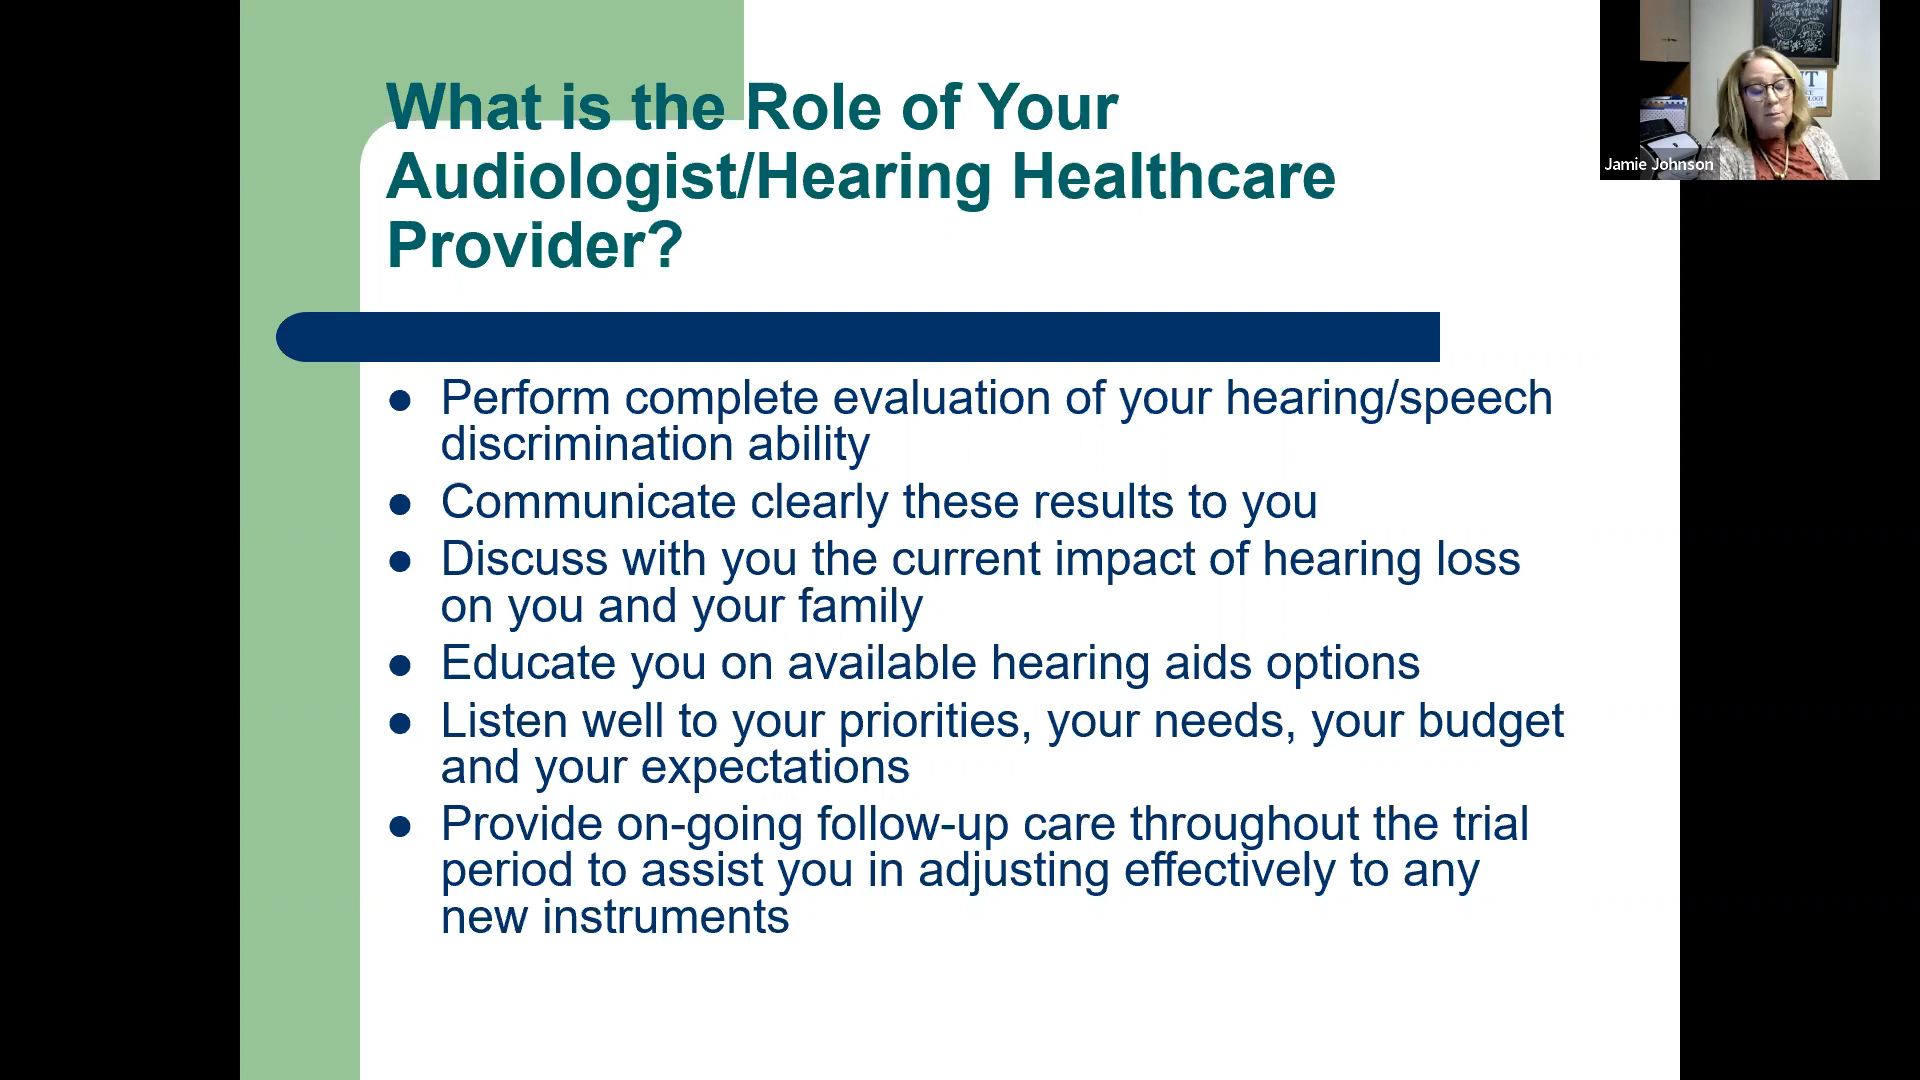 What is the Role of Your
Audiologist/Hearing Healthcare
Provider?
Perform complete evaluation of your hearing/speech
discrimination ability
Communicate clearly these results to you
Discuss with you the current impact of hearing loss
on you and your family
Educate you on available hearing aids options
Listen well to your priorities, your needs, your budget
and your expectations
Provide on-going follow-up care throughout the trial
period to assist you in adjusting effectively to any
new instruments
Jamie Johnson